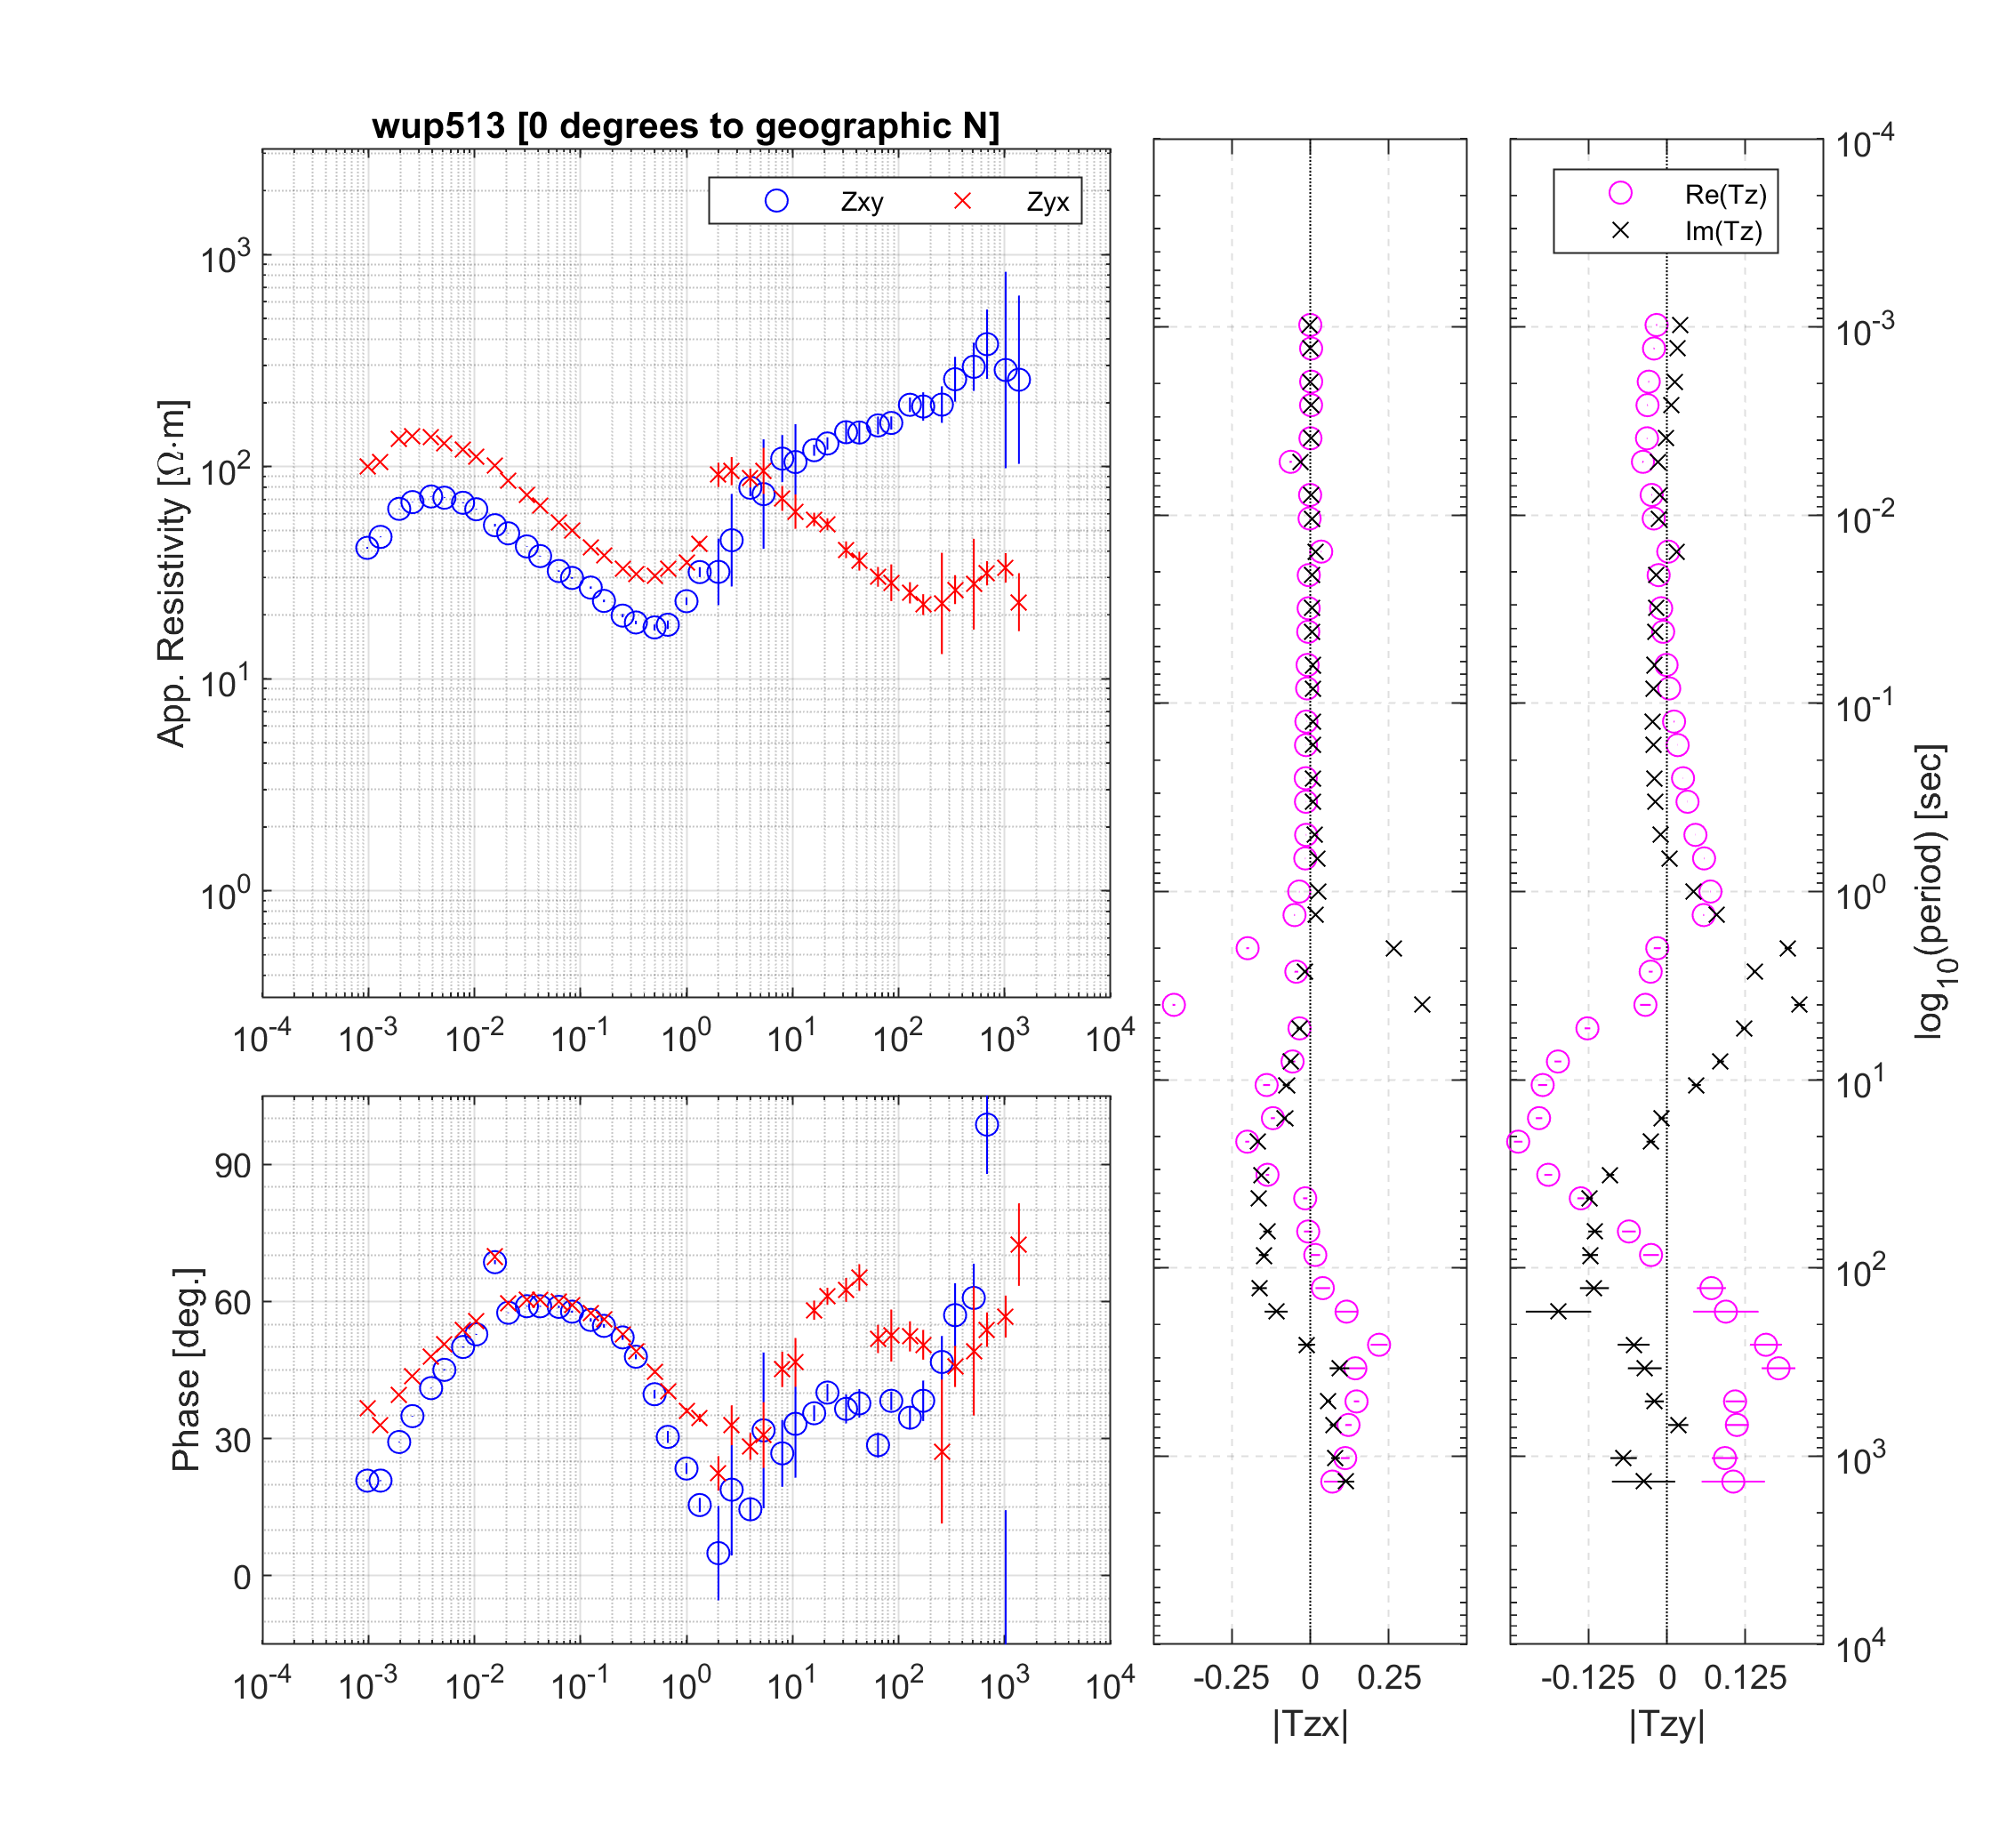 wup513 [0 degrees to geographic N]
Zxy Zyx
App. Resistivity [Ω·m]
10^3
10^2
10^1
10^0
10^-4 10^-3 10^-2 10^-1 10^0 10^1 10^2 10^3 10^4
Phase [deg.]
90
60
30
0
10^-4 10^-3 10^-2 10^-1 10^0 10^1 10^2 10^3 10^4
-0.25 0 0.25
|Tzx|
Re(Tz)
Im(Tz)
-0.125 0 0.125
|Tzy|
10^-4
10^-3
10^-2
10^-1
10^0
10^1
10^2
10^3
10^4
log10(period) [sec]